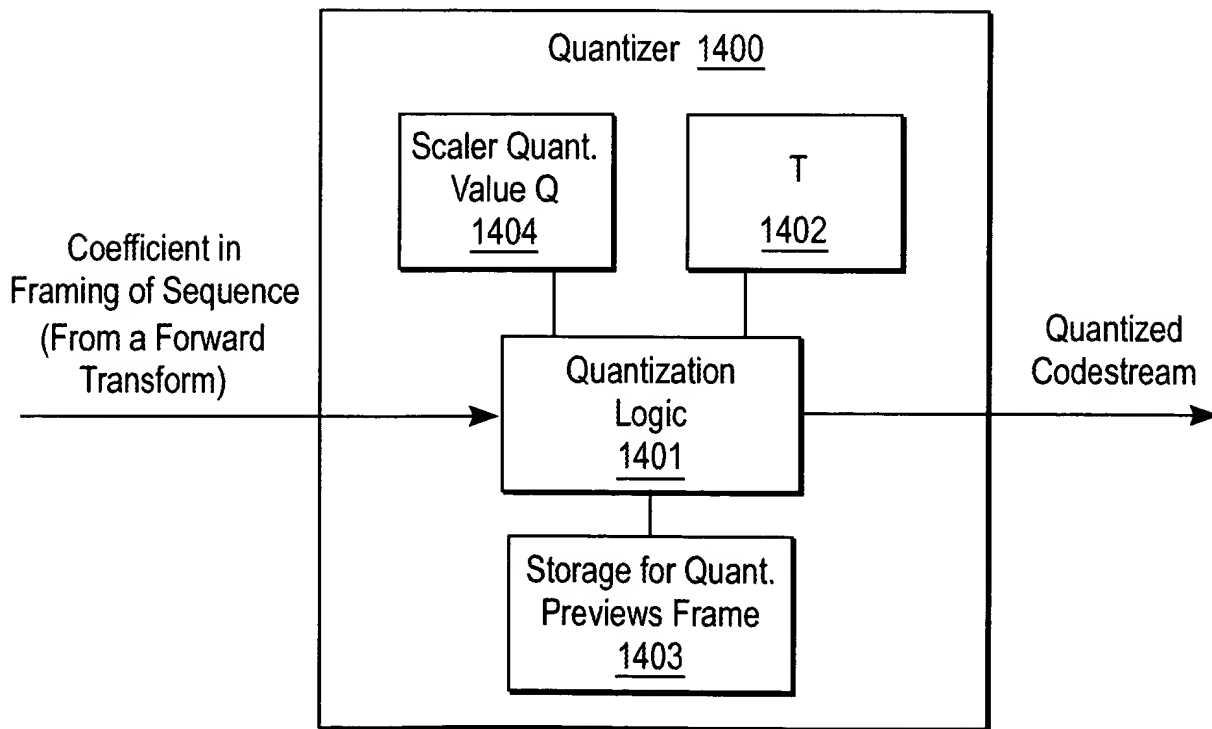 Quantizer 1400
Scaler Quant.
Value Q
1404
T
1402
Coefficient in
Framing of Sequence
(From a Forward
Transform)
Quantization
Logic
1401
Quantized
Codestream
Storage for Quant.
Previews Frame
1403